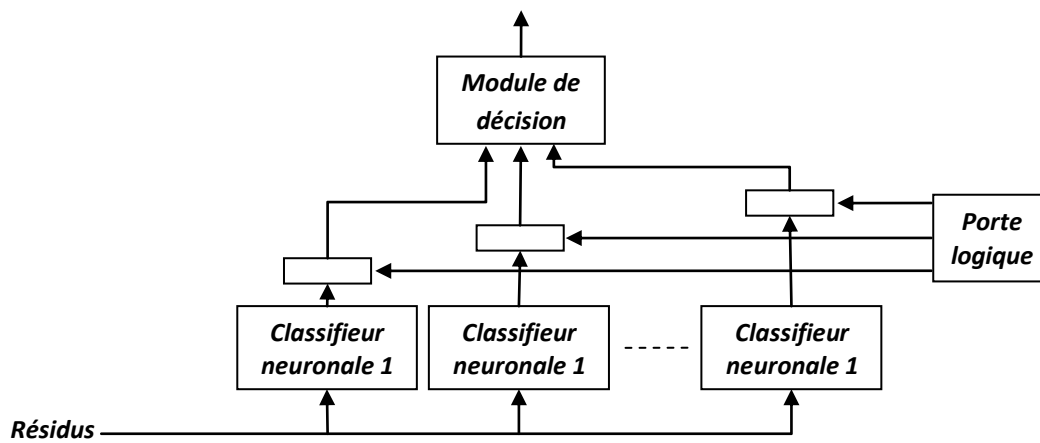 Module de
décision
Porte
logique
Classifieur
neuronale 1
Classifieur
neuronale 1
Classifieur
neuronale 1
Résidus